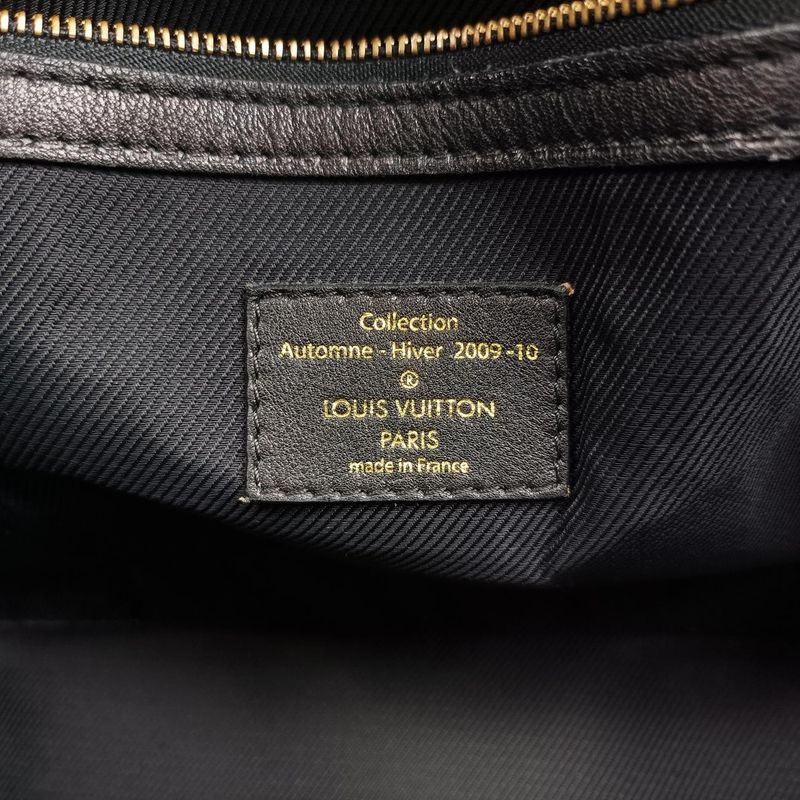 Collection
Automne - Hiver 2009 -10
®
LOUIS VUITTON
PARIS
made in France